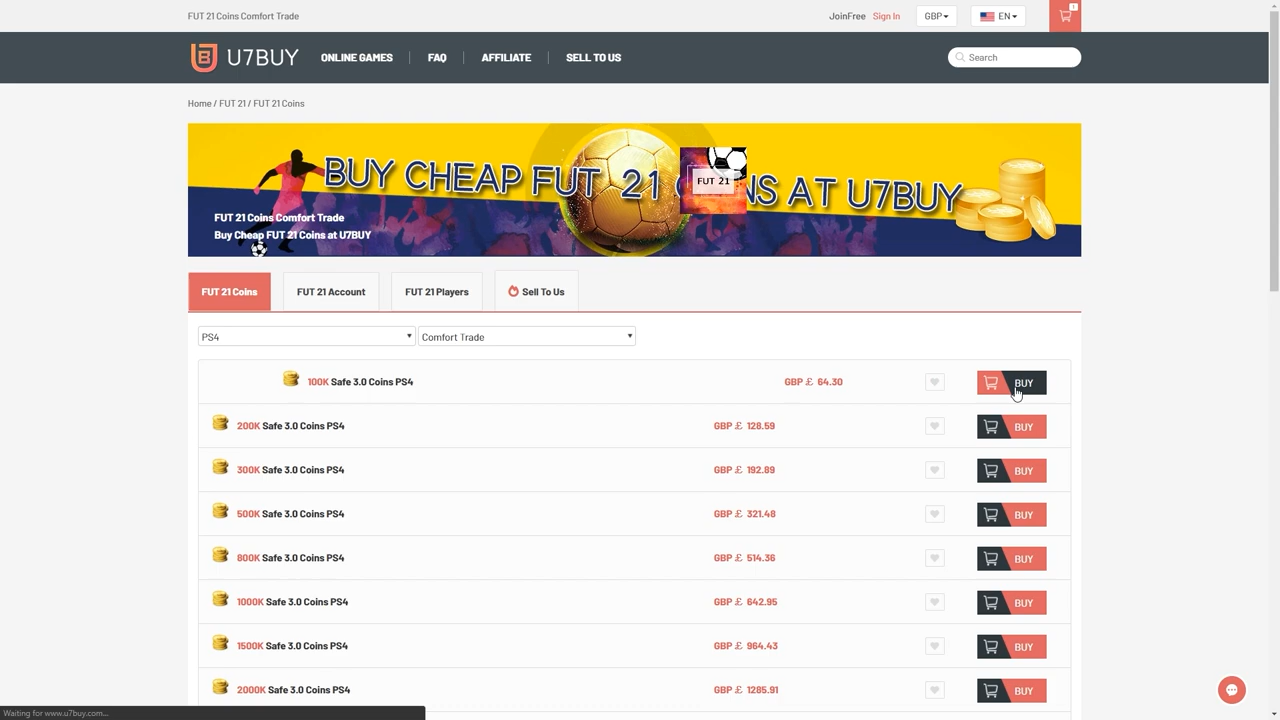 FUT 21 Coins Comfort Trade
JoinFree Sign In GBP EN 1
U7BUY ONLINE GAMES FAQ AFFILIATE SELL TO US Search
Home / FUT 21 / FUT 21 Coins
BUY CHEAP FUT 21 NS AT U7BUY
FUT 21
FUT 21 Coins Comfort Trade
Buy Cheap FUT 21 Coins at U7BUY
FUT 21 Coins FUT 21 Account FUT 21 Players Sell To Us
PS4 Comfort Trade
100K Safe 3.0 Coins PS4 GBP £ 64.30 BUY
200K Safe 3.0 Coins PS4 GBP £ 128.59 BUY
300K Safe 3.0 Coins PS4 GBP £ 192.89 BUY
500K Safe 3.0 Coins PS4 GBP £ 321.48 BUY
800K Safe 3.0 Coins PS4 GBP £ 514.36 BUY
1000K Safe 3.0 Coins PS4 GBP £ 642.95 BUY
1500K Safe 3.0 Coins PS4 GBP £ 964.43 BUY
2000K Safe 3.0 Coins PS4 GBP £ 1285.91 BUY
Waiting for www.u7buy.com...